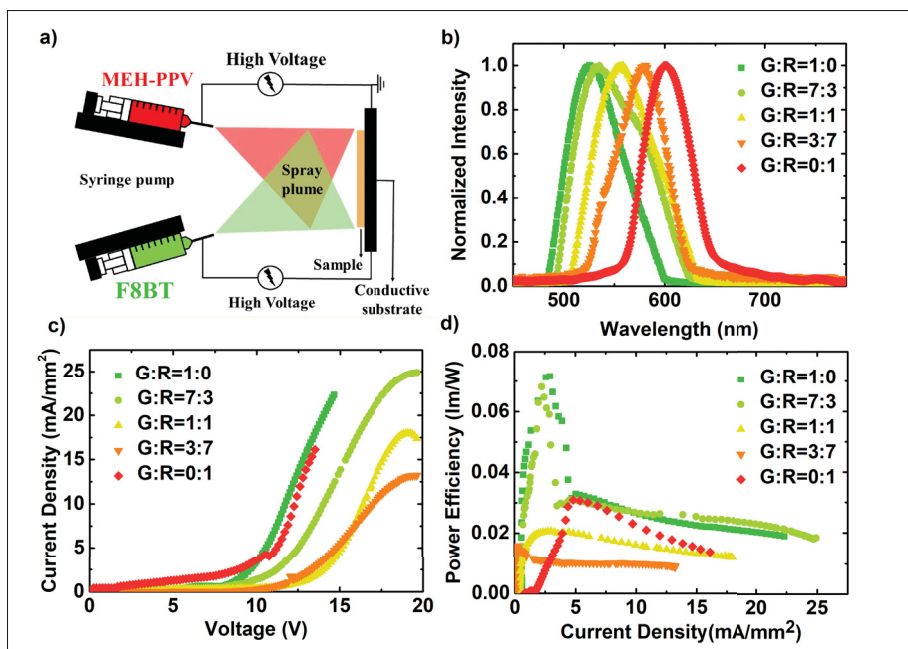 a)
High Voltage
MEH-PPV
Syringe pump
Spray
plume
F8BT
Sample
High Voltage
Conductive
substrate
b)
Normalized Intensity
1.0
0.8
0.6
0.4
0.2
0.0
G:R=1:0
G:R=7:3
G:R=1:1
G:R=3:7
G:R=0:1
500 600 700
Wavelength (nm)
c)
Current Density (mA/mm²)
25
20
15
10
5
0
G:R=1:0
G:R=7:3
G:R=1:1
G:R=3:7
G:R=0:1
0 5 10 15 20
Voltage (V)
d)
Power Efficiency (lm/W)
0.08
0.06
0.04
0.02
0.00
G:R=1:0
G:R=7:3
G:R=1:1
G:R=3:7
G:R=0:1
0 5 10 15 20 25
Current Density(mA/mm²)